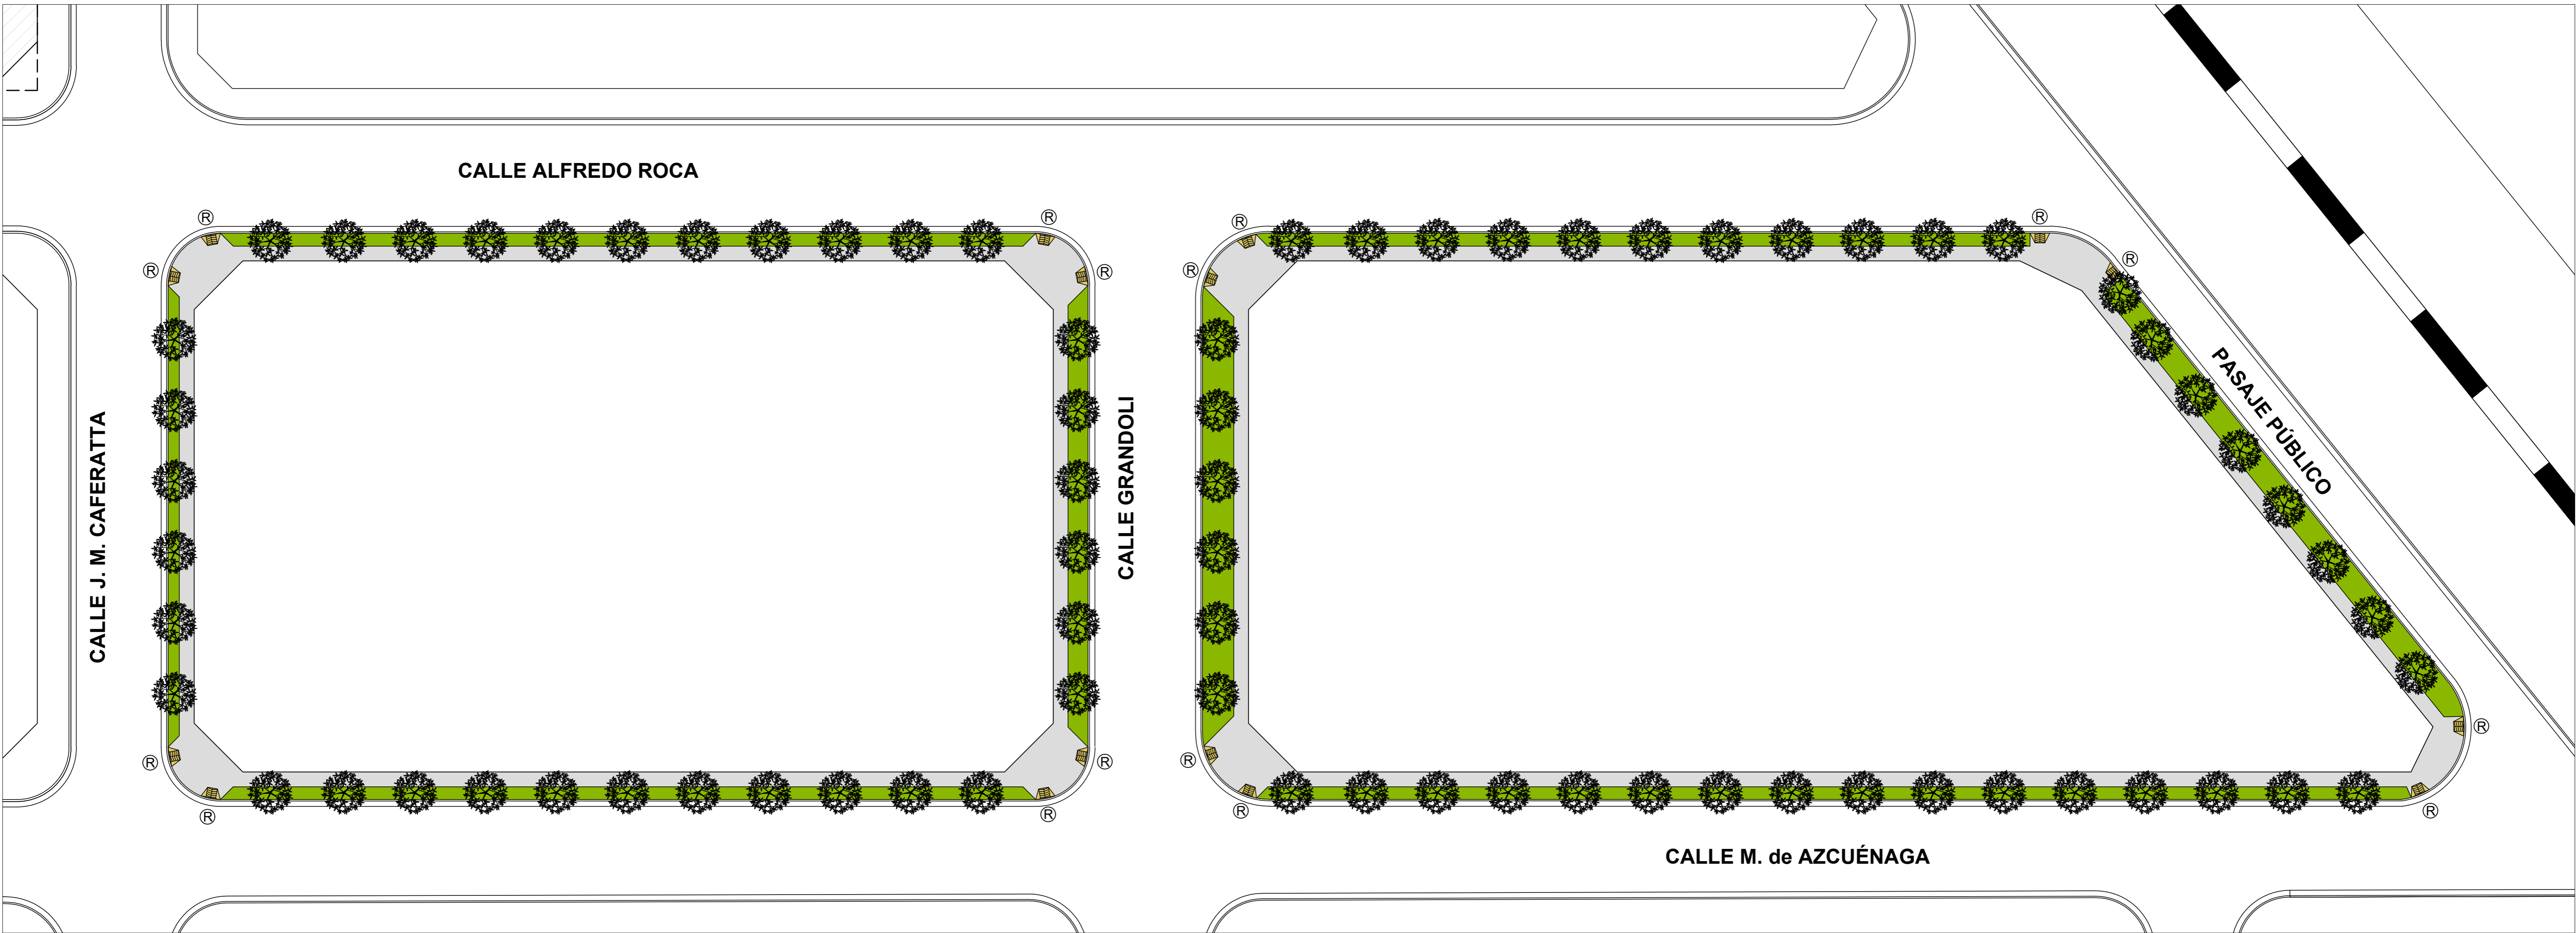 CALLE ALFREDO ROCA
Ⓡ Ⓡ Ⓡ Ⓡ
Ⓡ Ⓡ Ⓡ Ⓡ
CALLE J. M. CAFERATTA
CALLE GRANDOLI
PASAJE PÚBLICO
Ⓡ Ⓡ Ⓡ Ⓡ
Ⓡ Ⓡ Ⓡ Ⓡ
CALLE M. de AZCUÉNAGA